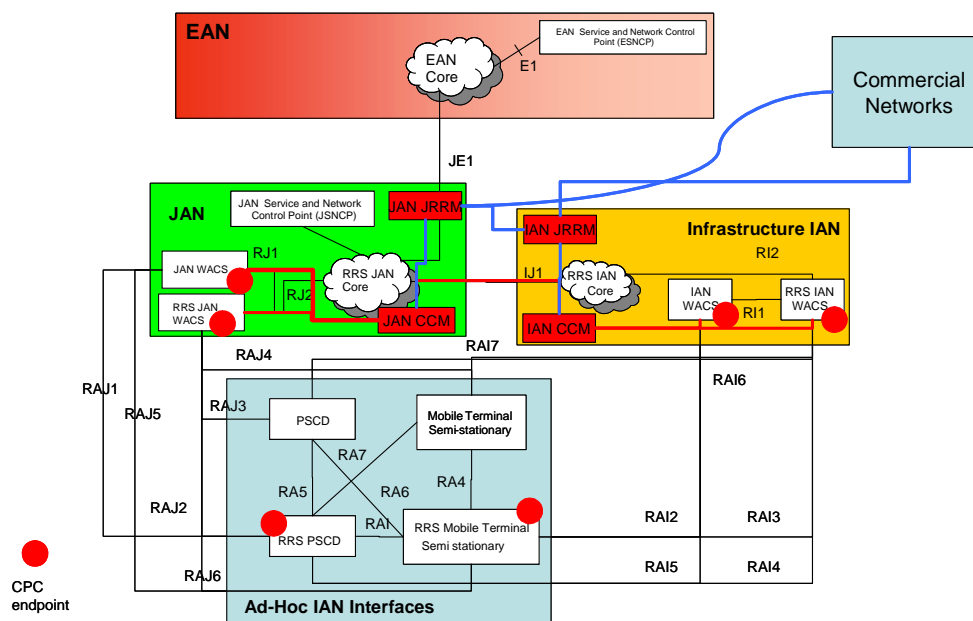 EAN
EAN Service and Network Control
Point (ESNCP)
EAN
Core
E1
Commercial
Networks
JE1
JAN Service and Network
Control Point (JSNCP)
JAN JRRM
JAN
IAN JRRM
Infrastructure IAN
RJ1
JAN WACS
RRS JAN
Core
IJ1
RRS IAN
Core
RI2
RJ2
RRS JAN
WACS
JAN CCM
IAN
WACS
RRS IAN
WACS
RI1
IAN CCM
RAJ4
RAI7
RAJ1
RAJ5
RAJ3
RAI6
PSCD
Mobile Terminal
Semi-stationary
RA7
RA5
RA6
RA4
RAJ2
RAI
RRS PSCD
RRS Mobile Terminal
Semi stationary
RAI2
RAI3
RAJ6
RAI5
RAI4
CPC
endpoint
Ad-Hoc IAN Interfaces